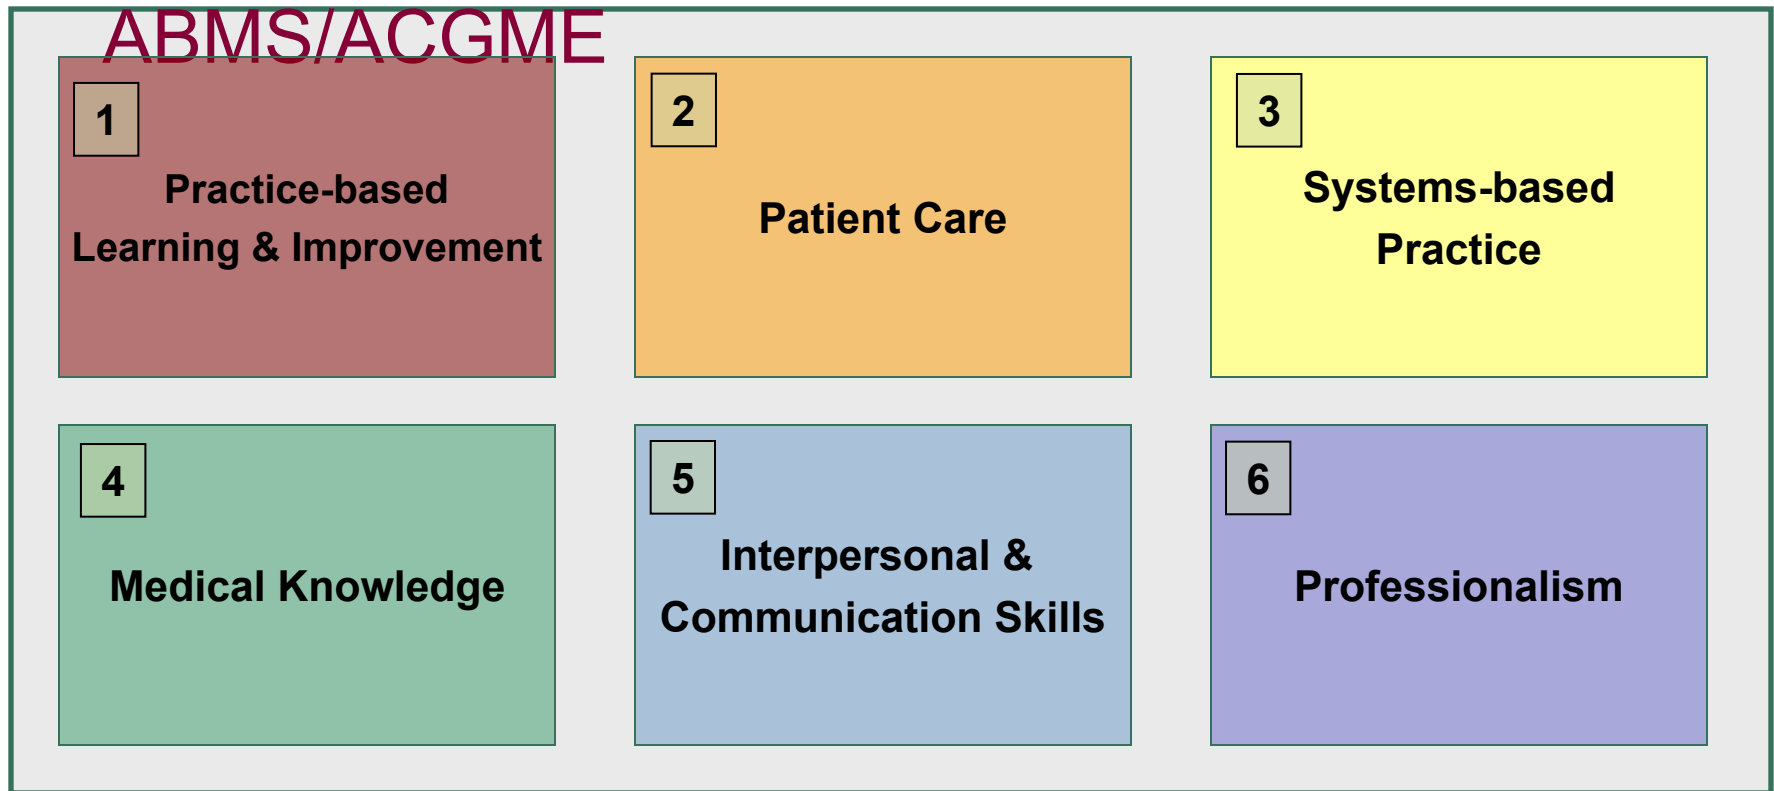 ABMS/ACGME
1
Practice-based
Learning & Improvement
2
Patient Care
3
Systems-based
Practice
4
Medical Knowledge
5
Interpersonal &
Communication Skills
6
Professionalism